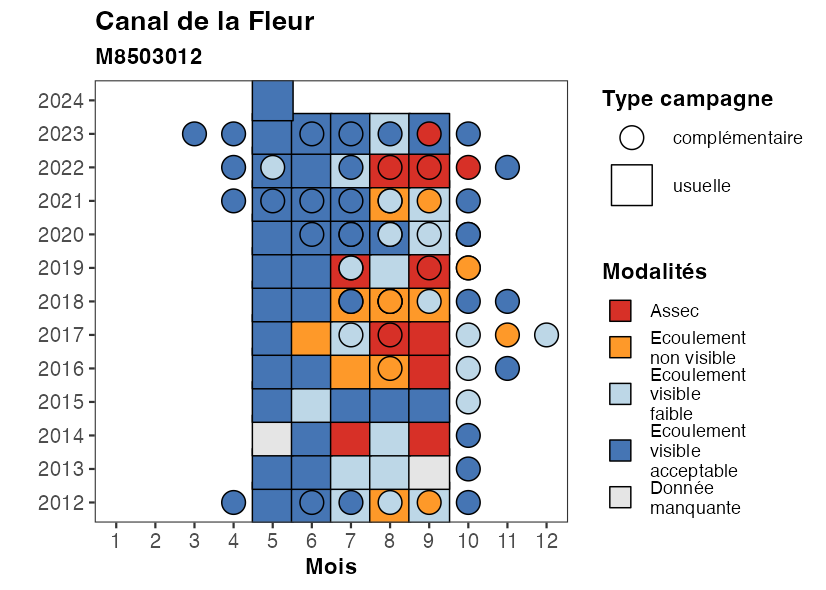 Canal de la Fleur
M8503012
2024
2023
2022
2021
2020
2019
2018
2017
2016
2015
2014
2013
2012
1 2 3 4 5 6 7 8 9 10 11 12
Mois
Type campagne
complémentaire
usuelle
Modalités
Assec
Ecoulement
non visible
Ecoulement
visible
faible
Ecoulement
visible
acceptable
Donnée
manquante